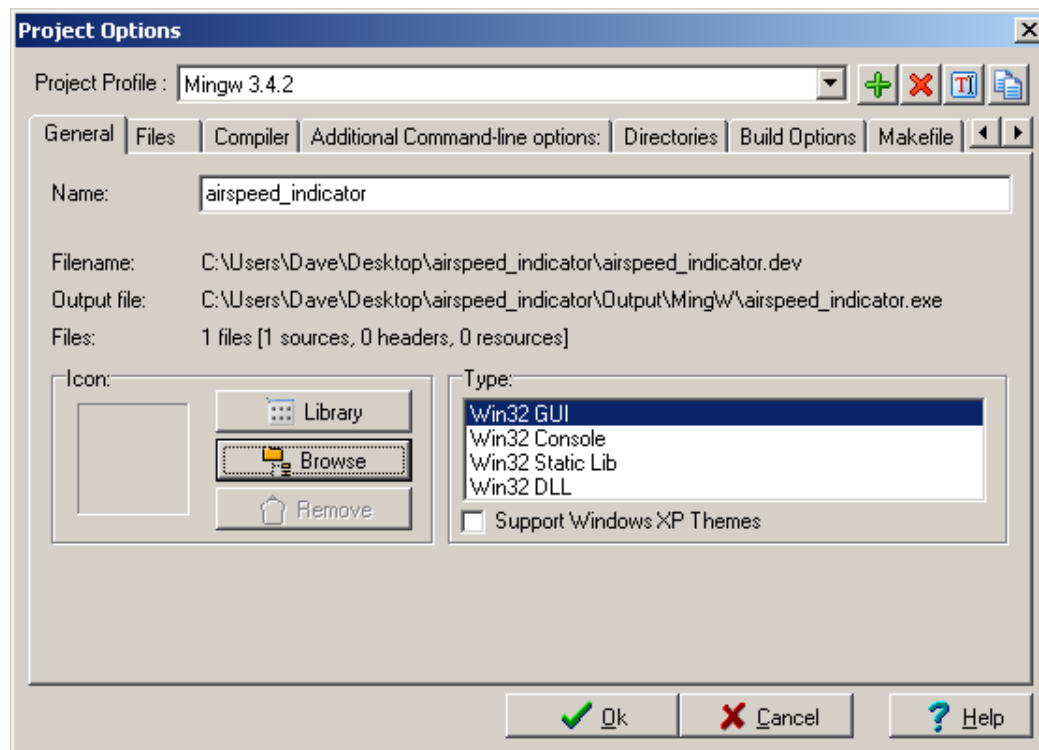 Project Options
Project Profile : Mingw 3.4.2
General Files Compiler Additional Command-line options: Directories Build Options Makefile
Name: airspeed_indicator
Filename: C:\Users\Dave\Desktop\airspeed_indicator\airspeed_indicator.dev
Output file: C:\Users\Dave\Desktop\airspeed_indicator\Output\MingW\airspeed_indicator.exe
Files: 1 files [1 sources, 0 headers, 0 resources]
Icon: Type:
Library Win32 GUI
Win32 Console
Browse Win32 Static Lib
Win32 DLL
Remove Support Windows XP Themes
Ok Cancel Help